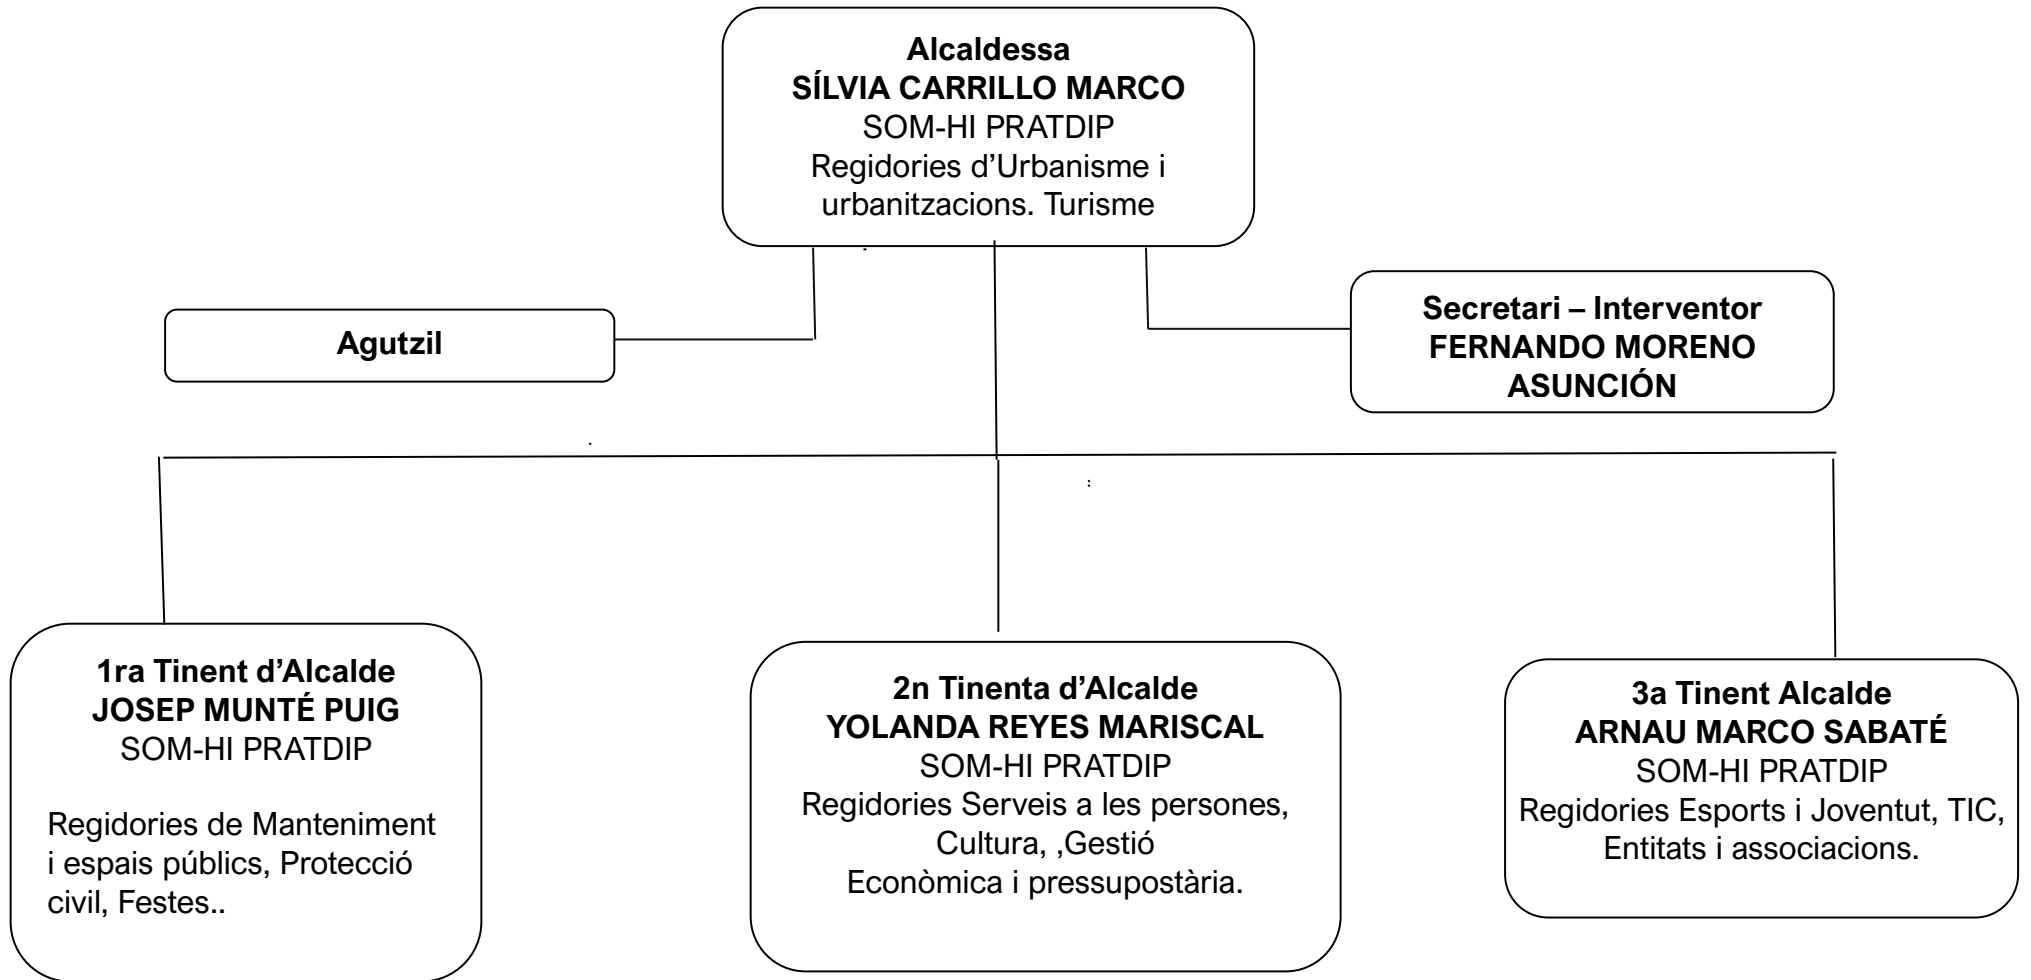 Alcaldessa
SÍLVIA CARRILLO MARCO
SOM-HI PRATDIP
Regidories d’Urbanisme i
urbanitzacions. Turisme
Agutzil
Secretari – Interventor
FERNANDO MORENO
ASUNCIÓN
1ra Tinent d’Alcalde
JOSEP MUNTÉ PUIG
SOM-HI PRATDIP
Regidories de Manteniment
i espais públics, Protecció
civil, Festes..
2n Tinenta d’Alcalde
YOLANDA REYES MARISCAL
SOM-HI PRATDIP
Regidories Serveis a les persones,
Cultura, ,Gestió
Econòmica i pressupostària.
3a Tinent Alcalde
ARNAU MARCO SABATÉ
SOM-HI PRATDIP
Regidories Esports i Joventut, TIC,
Entitats i associacions.